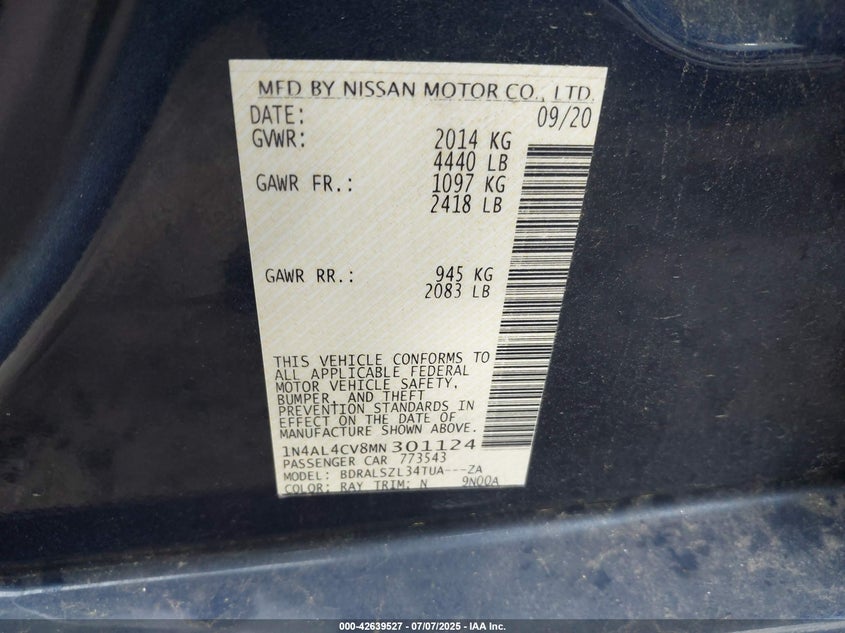 MFD BY NISSAN MOTOR CO., LTD.
DATE: 09/20
GVWR: 2014 KG
4440 LB
GAWR FR.: 1097 KG
2418 LB
GAWR RR.: 945 KG
2083 LB
THIS VEHICLE CONFORMS TO
ALL APPLICABLE FEDERAL
MOTOR VEHICLE SAFETY,
BUMPER, AND THEFT
PREVENTION STANDARDS IN
EFFECT ON THE DATE OF
MANUFACTURE SHOWN ABOVE.
1N4AL4CV8MN301124
PASSENGER CAR 773543
MODEL: BDRALSZL34TUA---ZA
COLOR: RAY TRIM: N 9N00A
000-42639527 - 07/07/2025 - IAA Inc.